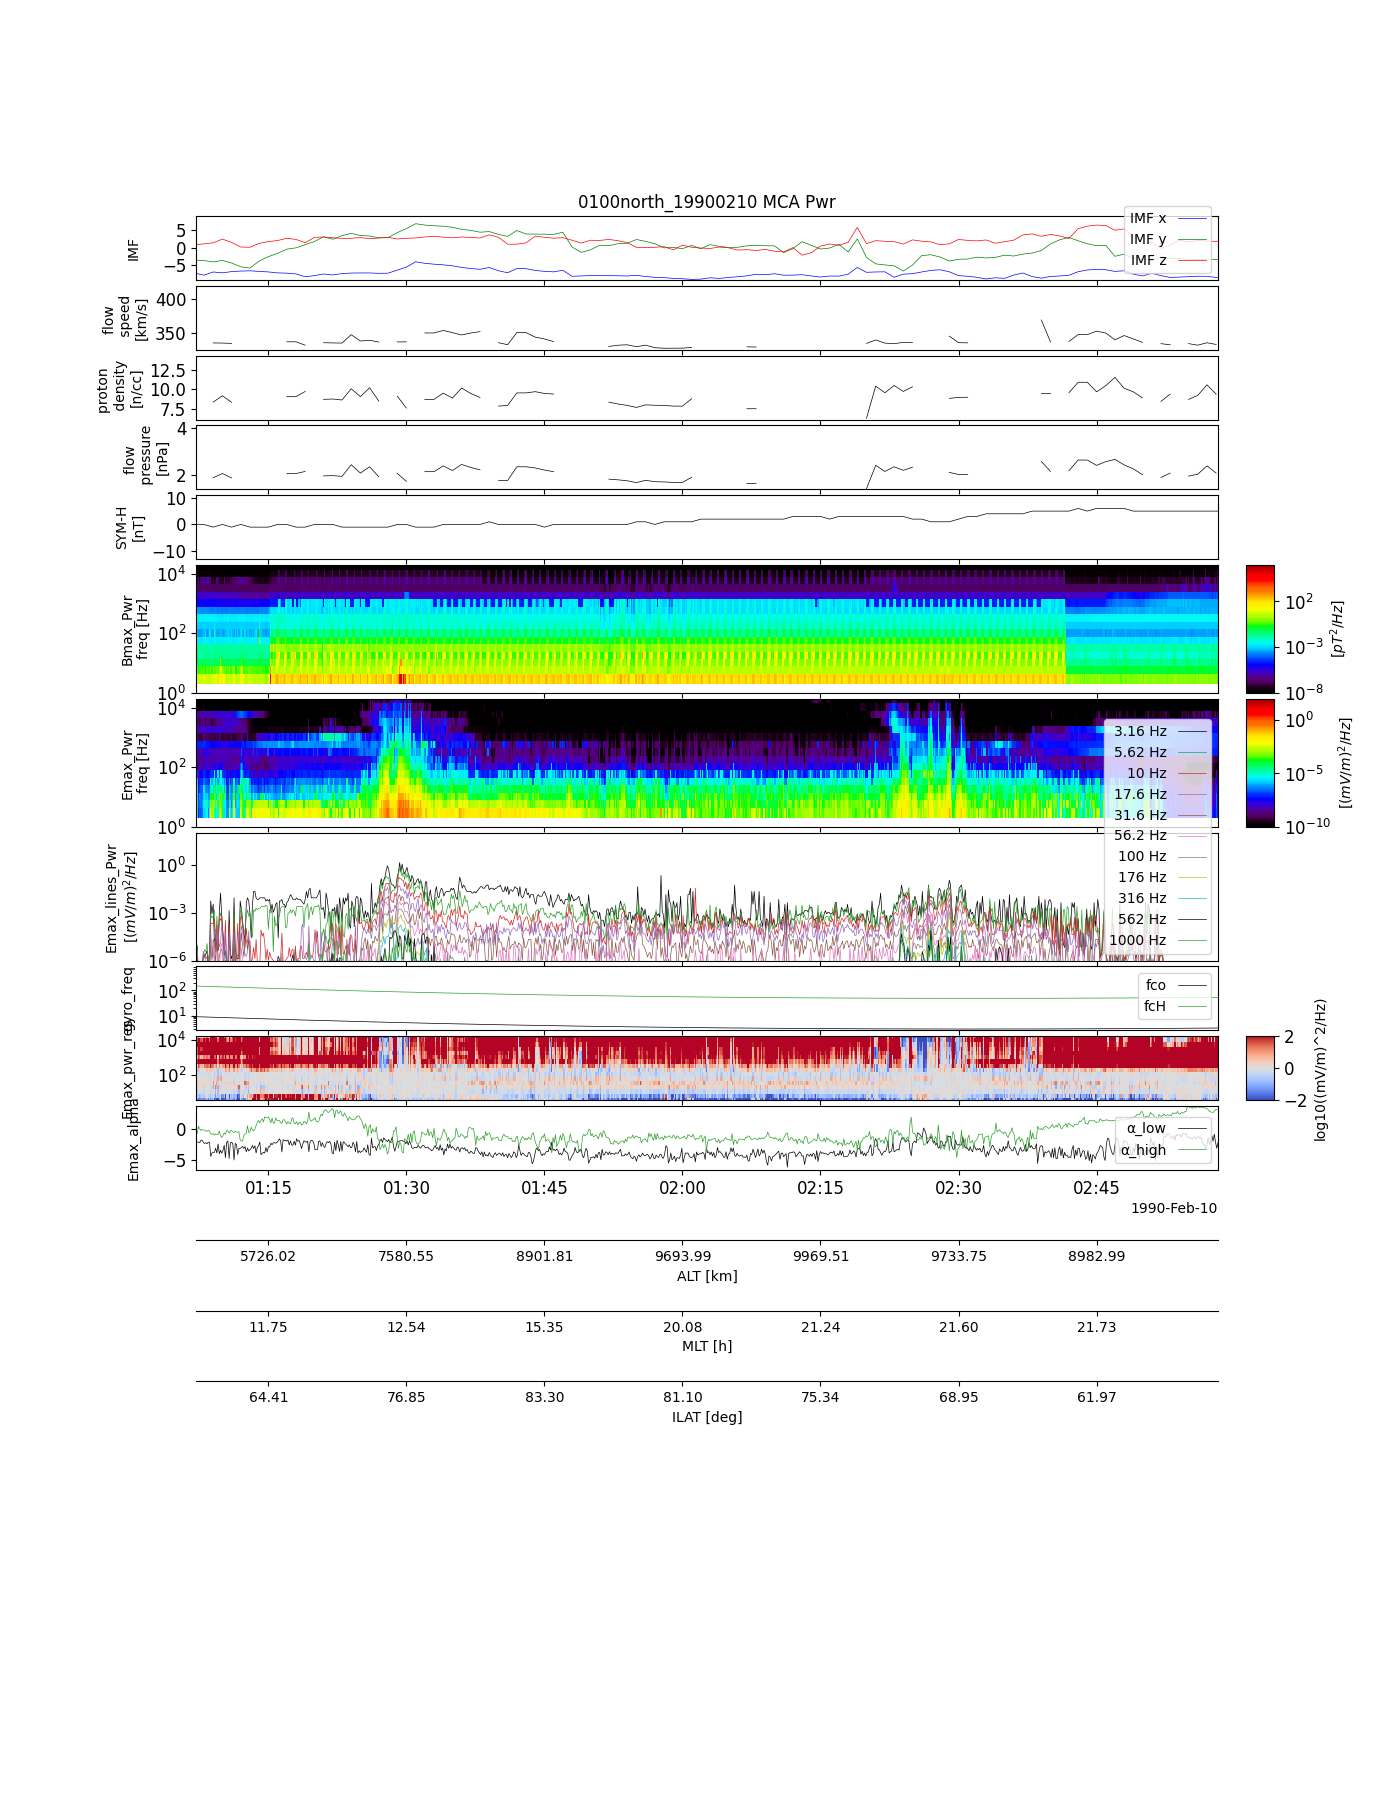 0100north_19900210 MCA Pwr
IMF
5
0
−5
IMF x
IMF y
IMF z
flow
speed
[km/s]
400
350
proton
density
[n/cc]
12.5
10.0
7.5
flow
pressure
[nPa]
4
2
SYM-H
[nT]
10
0
−10
Bmax_Pwr
freq [Hz]
10^4
10^2
10^0
10^2
10^−3
10^−8
[pT^2/Hz]
Emax_Pwr
freq [Hz]
10^4
10^2
10^0
10^0
10^−5
10^−10
[(mV/m)^2/Hz]
3.16 Hz
5.62 Hz
10 Hz
17.6 Hz
31.6 Hz
56.2 Hz
100 Hz
176 Hz
316 Hz
562 Hz
1000 Hz
Emax_lines_Pwr
[(mV/m)^2/Hz]
10^0
10^−3
10^−6
gyro_freq
10^2
10^1
fco
fcH
Emax_pwr_res
10^4
10^2
2
0
−2
log10((mV/m)^2/Hz)
Emax_alpha
0
−5
α_low
α_high
01:15 01:30 01:45 02:00 02:15 02:30 02:45
1990-Feb-10
5726.02 7580.55 8901.81 9693.99 9969.51 9733.75 8982.99
ALT [km]
11.75 12.54 15.35 20.08 21.24 21.60 21.73
MLT [h]
64.41 76.85 83.30 81.10 75.34 68.95 61.97
ILAT [deg]